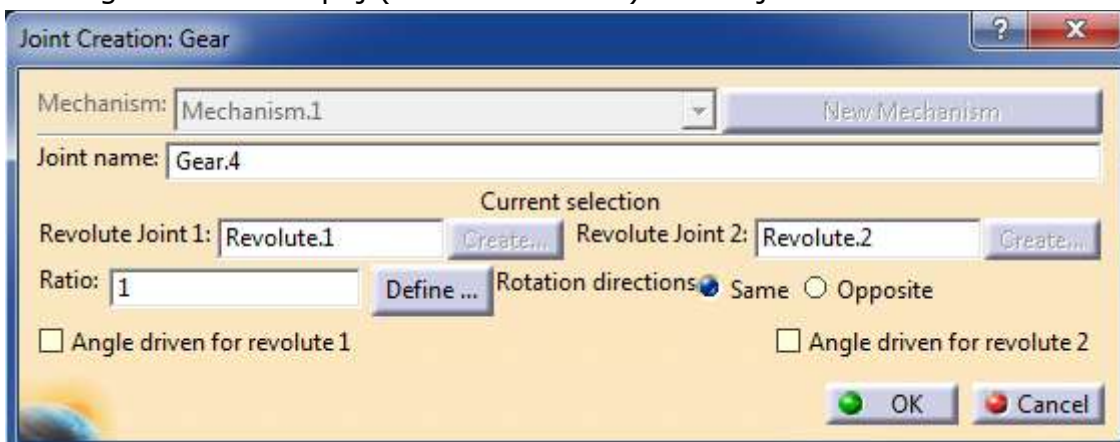 Joint Creation: Gear
?
X
Mechanism: Mechanism.1 New Mechanism
Joint name: Gear.4
Current selection
Revolute Joint 1: Revolute.1 Create... Revolute Joint 2: Revolute.2 Create...
Ratio: 1 Define ... Rotation directions Same Opposite
Angle driven for revolute 1 Angle driven for revolute 2
OK Cancel